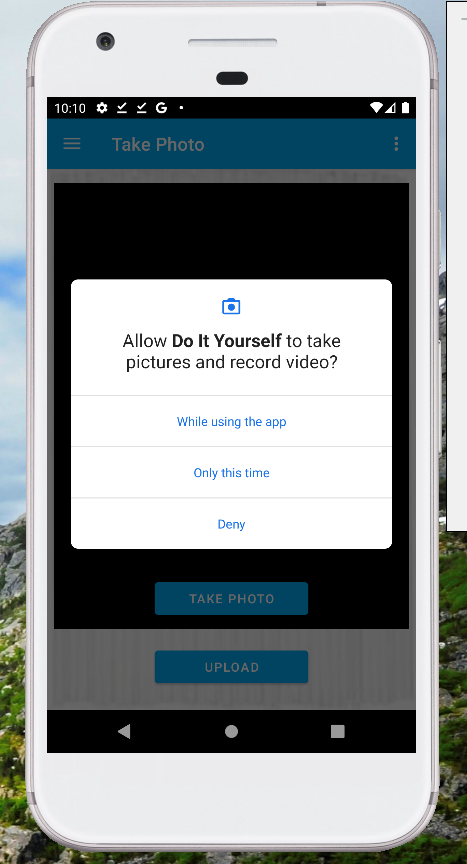 10:10
Take Photo
Allow Do It Yourself to take
pictures and record video?
While using the app
Only this time
Deny
TAKE PHOTO
UPLOAD